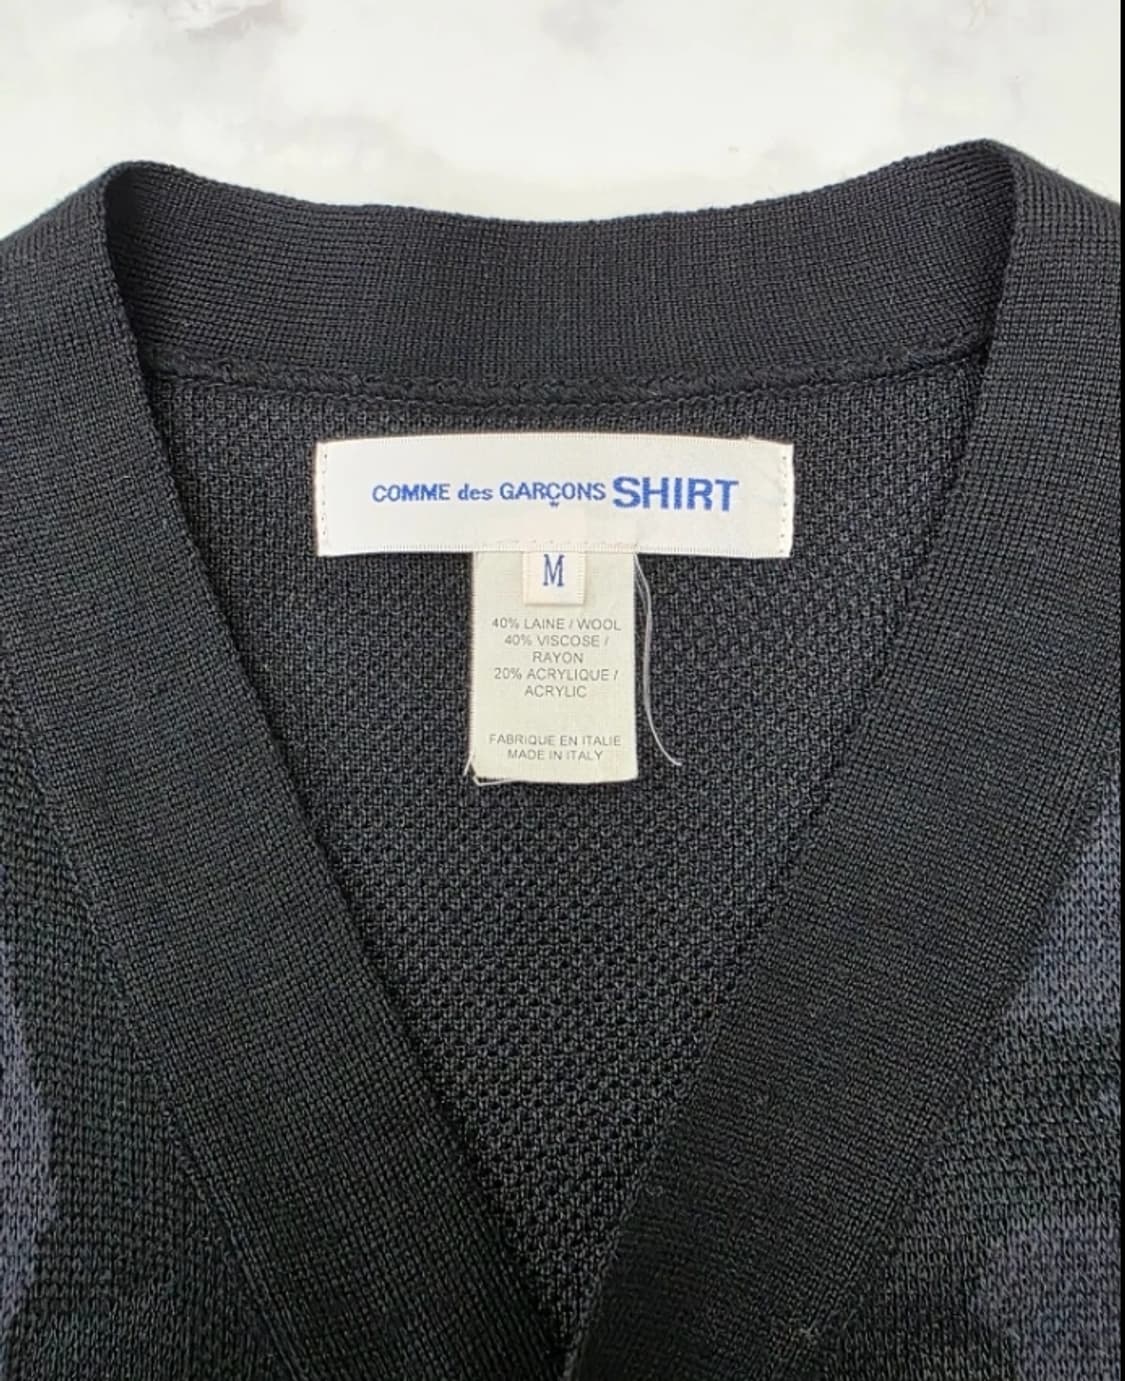 COMME des GARÇONS SHIRT
M
40% LAINE / WOOL
40% VISCOSE /
RAYON
20% ACRYLIQUE /
ACRYLIC
FABRIQUE EN ITALIE
MADE IN ITALY